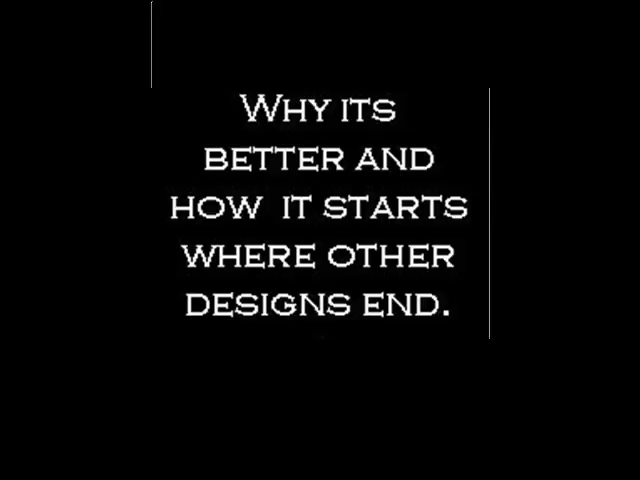 Why its
better and
how  it starts
where other
designs end.